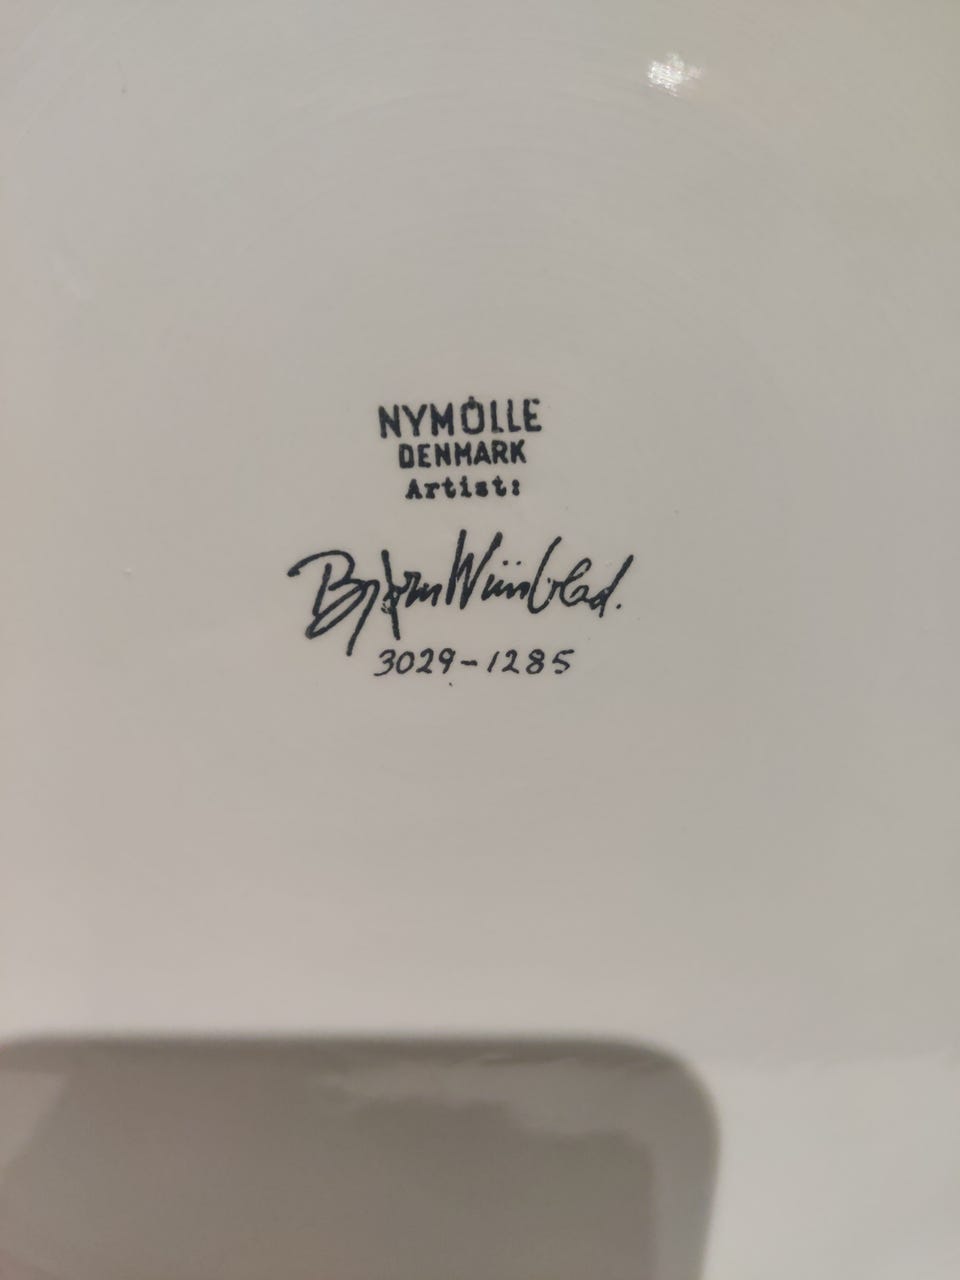 NYMÖLLE
DENMARK
Artist:
Bjørn Wiinblad.
3029-1285